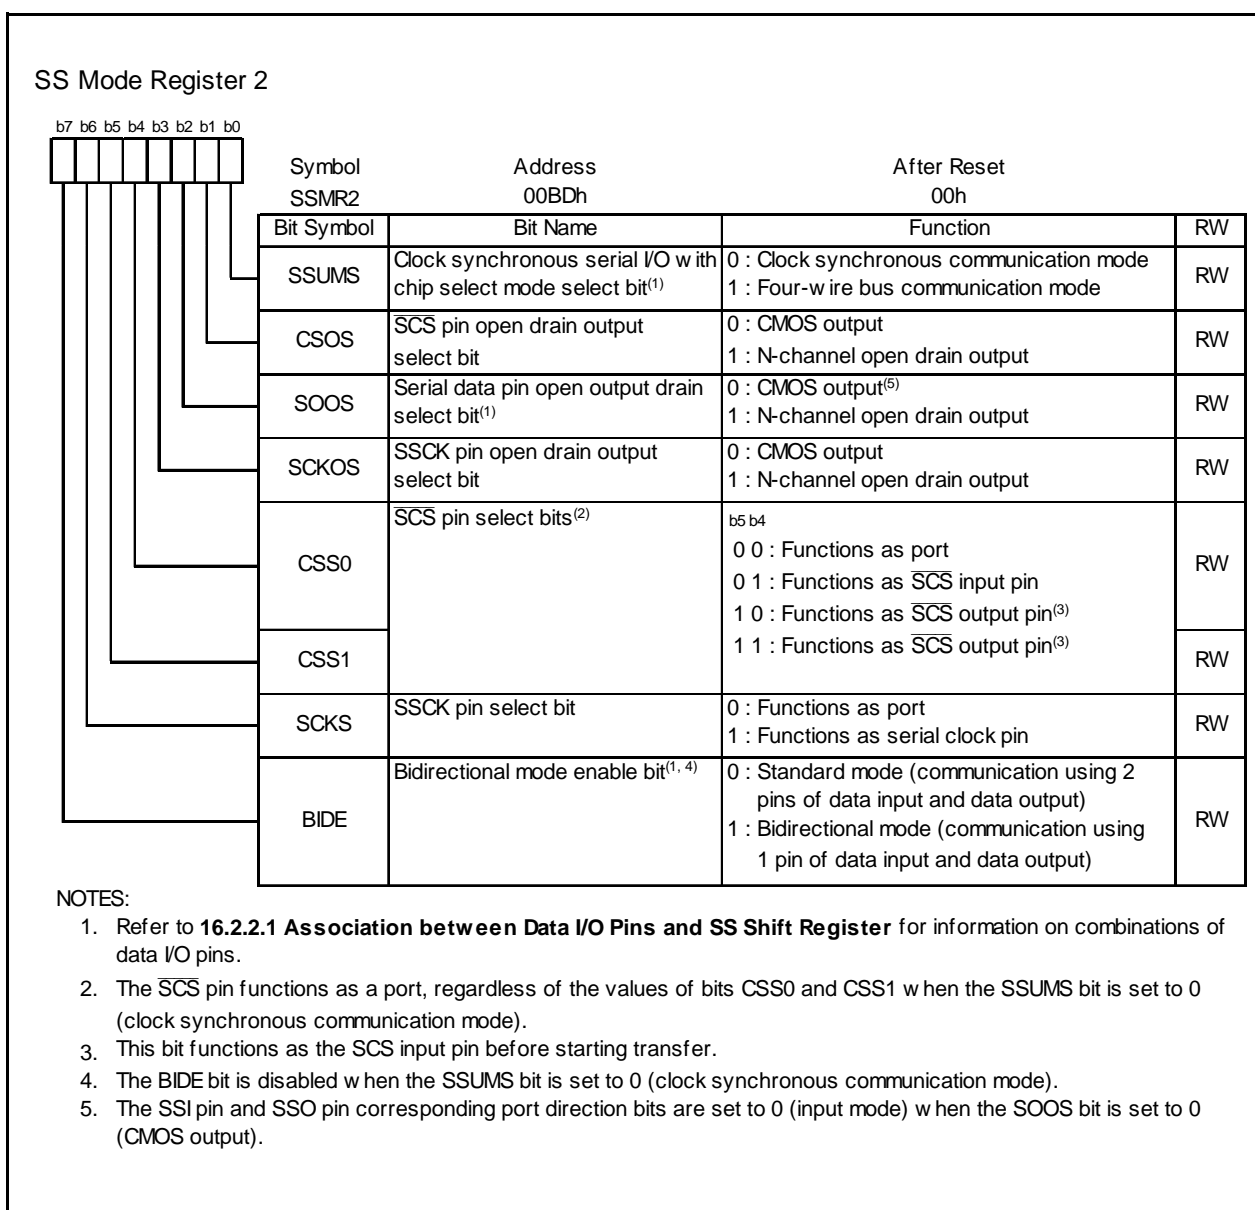 SS Mode Register 2
b7 b6 b5 b4 b3 b2 b1 b0
Symbol Address After Reset
SSMR2 00BDh 00h
Bit Symbol Bit Name Function RW
SSUMS Clock synchronous serial I/O with chip select mode select bit(1) 0 : Clock synchronous communication mode RW
1 : Four-wire bus communication mode
CSOS SCS pin open drain output select bit 0 : CMOS output RW
1 : N-channel open drain output
SOOS Serial data pin open output drain select bit(1) 0 : CMOS output(5) RW
1 : N-channel open drain output
SCKOS SSCK pin open drain output select bit 0 : CMOS output RW
1 : N-channel open drain output
CSS0 SCS pin select bits(2) b5 b4 RW
0 0 : Functions as port
0 1 : Functions as SCS input pin
1 0 : Functions as SCS output pin(3)
1 1 : Functions as SCS output pin(3)
CSS1 RW
SCKS SSCK pin select bit 0 : Functions as port RW
1 : Functions as serial clock pin
BIDE Bidirectional mode enable bit(1, 4) 0 : Standard mode (communication using 2 RW
pins of data input and data output)
1 : Bidirectional mode (communication using
1 pin of data input and data output)
NOTES:
1. Refer to 16.2.2.1 Association between Data I/O Pins and SS Shift Register for information on combinations of
data I/O pins.
2. The SCS pin functions as a port, regardless of the values of bits CSS0 and CSS1 when the SSUMS bit is set to 0
(clock synchronous communication mode).
3. This bit functions as the SCS input pin before starting transfer.
4. The BIDE bit is disabled when the SSUMS bit is set to 0 (clock synchronous communication mode).
5. The SSI pin and SSO pin corresponding port direction bits are set to 0 (input mode) when the SOOS bit is set to 0
(CMOS output).